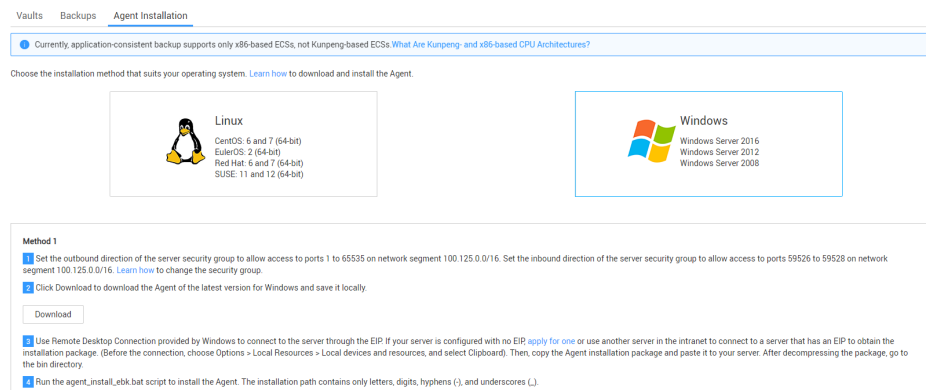 Vaults Backups Agent Installation
Currently, application-consistent backup supports only x86-based ECSs, not Kunpeng-based ECSs.What Are Kunpeng- and x86-based CPU Architectures?
Choose the installation method that suits your operating system. Learn how to download and install the Agent.
Linux
CentOS: 6 and 7 (64-bit)
EulerOS: 2 (64-bit)
Red Hat: 6 and 7 (64-bit)
SUSE: 11 and 12 (64-bit)
Windows
Windows Server 2016
Windows Server 2012
Windows Server 2008
Method 1
1 Set the outbound direction of the server security group to allow access to ports 1 to 65535 on network segment 100.125.0.0/16. Set the inbound direction of the server security group to allow access to ports 59526 to 59528 on network
segment 100.125.0.0/16. Learn how to change the security group.
2 Click Download to download the Agent of the latest version for Windows and save it locally.
Download
3 Use Remote Desktop Connection provided by Windows to connect to the server through the EIP. If your server is configured with no EIP, apply for one or use another server in the intranet to connect to a server that has an EIP to obtain the
installation package. (Before the connection, choose Options > Local Resources > Local devices and resources, and select Clipboard). Then, copy the Agent installation package and paste it to your server. After decompressing the package, go to
the bin directory.
4 Run the agent_install_ebk.bat script to install the Agent. The installation path contains only letters, digits, hyphens (-), and underscores (_).